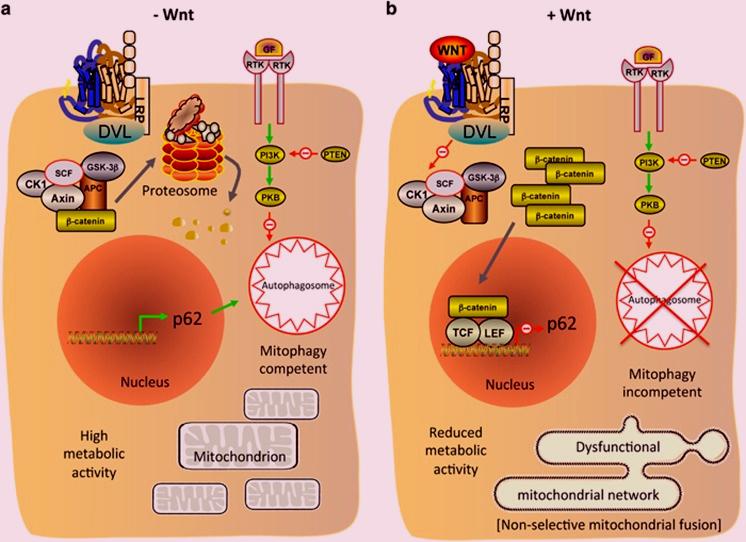 a
- Wnt
GF
RTK RTK
LRP
DVL
PI3K
PTEN
SCF
GSK-3β
CK1
APC
Axin
β-catenin
Proteosome
PKB
Autophagosome
p62
Nucleus
Mitophagy
competent
High
metabolic
activity
Mitochondrion
b
+ Wnt
WNT
GF
RTK RTK
LRP
DVL
β-catenin
β-catenin
β-catenin
β-catenin
PI3K
PTEN
SCF
GSK-3β
CK1
APC
Axin
PKB
Autophagosome
β-catenin
TCF LEF
p62
Nucleus
Mitophagy
incompetent
Reduced
metabolic
activity
Dysfunctional
mitochondrial network
[Non-selective mitochondrial fusion]